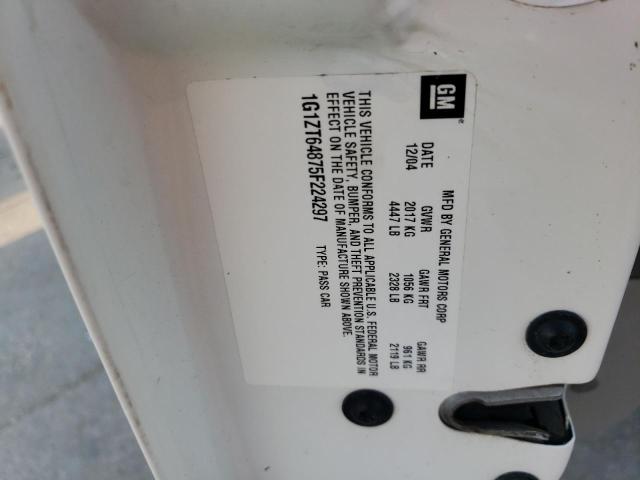 GM
MFD BY GENERAL MOTORS CORP
DATE GVWR GAWR FRT GAWR RR
12/04 2017 KG 1056 KG 961 KG
4447 LB 2328 LB 2119 LB
THIS VEHICLE CONFORMS TO ALL APPLICABLE U.S. FEDERAL MOTOR
VEHICLE SAFETY, BUMPER, AND THEFT PREVENTION STANDARDS IN
EFFECT ON THE DATE OF MANUFACTURE SHOWN ABOVE.
1G1ZT64875F224297 TYPE: PASS CAR